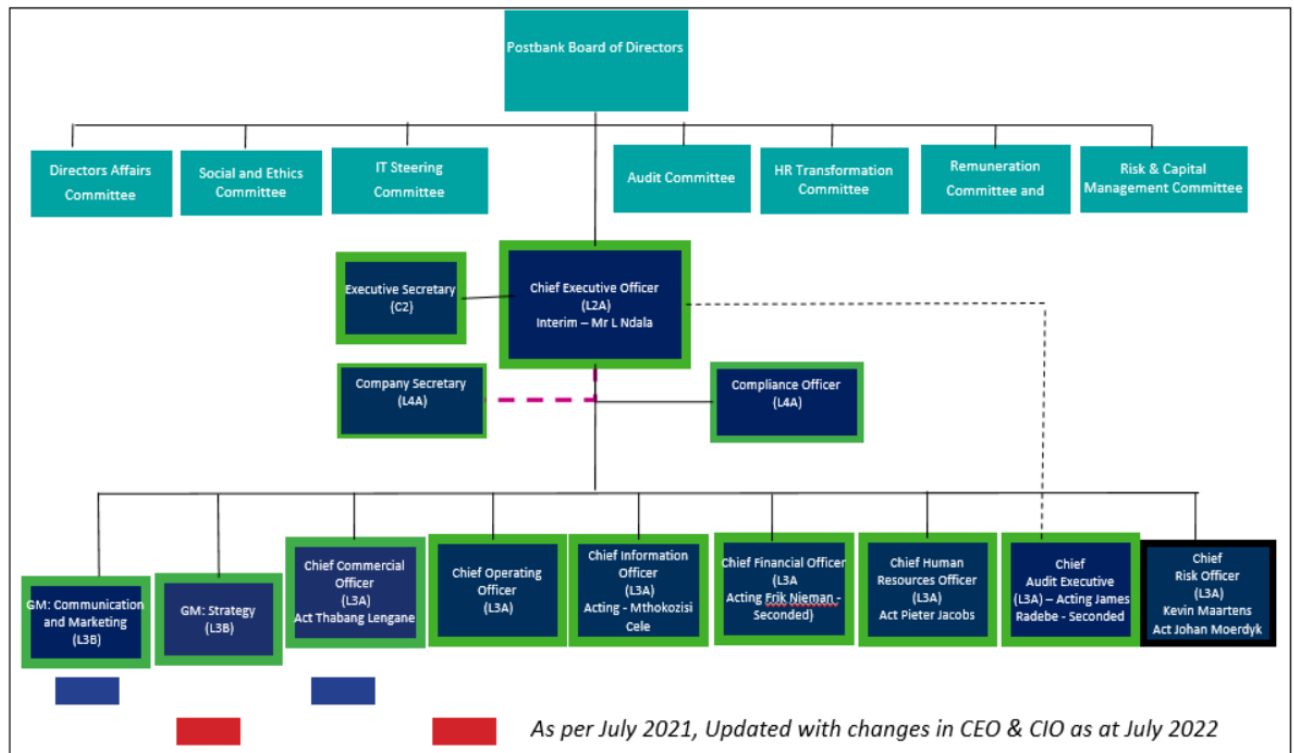 Postbank Board of Directors
Directors Affairs
Committee
Social and Ethics
Committee
IT Steering
Committee
Audit Committee
HR Transformation
Committee
Remuneration
Committee and
Risk & Capital
Management Committee
Executive Secretary
(C2)
Chief Executive Officer
(L2A)
Interim – Mr L Ndala
Company Secretary
(L4A)
Compliance Officer
(L4A)
GM: Communication
and Marketing
(L3B)
GM: Strategy
(L3B)
Chief Commercial
Officer
(L3A)
Act Thabang Lengane
Chief Operating
Officer
(L3A)
Chief Information
Officer
(L3A)
Acting - Mthokozisi
Cele
Chief Financial Officer
(L3A
Acting Frik Nieman -
Seconded)
Chief Human
Resources Officer
(L3A)
Act Pieter Jacobs
Chief
Audit Executive
(L3A) – Acting James
Radebe - Seconded
Chief
Risk Officer
(L3A)
Kevin Maartens
Act Johan Moerdyk
As per July 2021, Updated with changes in CEO & CIO as at July 2022